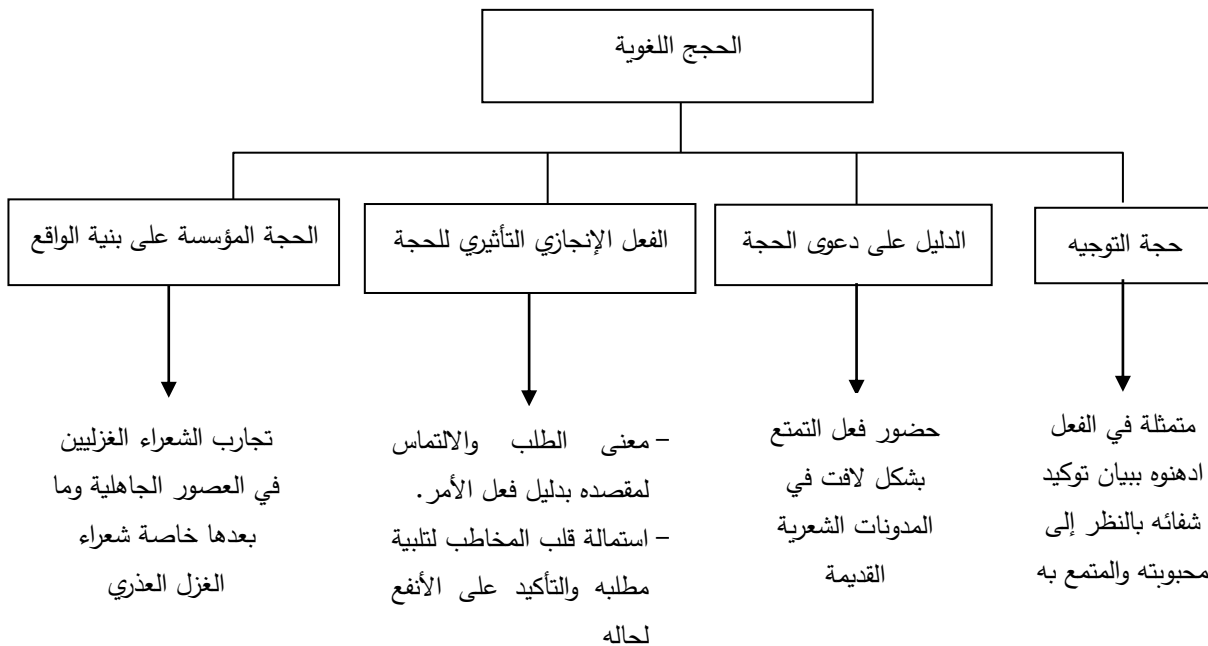 الحجج اللغوية
حجة التوجيه
الدليل على دعوى الحجة
الفعل الإنجازي التأثيري للحجة
الحجة المؤسسة على بنية الواقع
متمثلة في الفعل
ادهنوه ببيان توكيد
شفائه بالنظر إلى
محبوبته والمتمع به
حضور فعل التمتع
بشكل لافت في
المدونات الشعرية
القديمة
- معنى الطلب والالتماس
لمقصده بدليل فعل الأمر.
- استمالة قلب المخاطب لتلبية
مطلبه والتأكيد على الأنفع
لحاله
تجارب الشعراء الغزليين
في العصور الجاهلية وما
بعدها خاصة شعراء
الغزل العذري